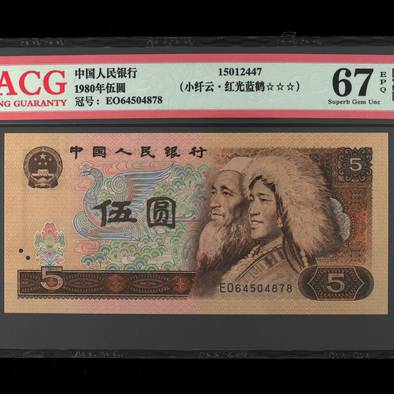 ACG
NG GUARANTY
中国人民银行
1980年伍圆
冠号：EO64504878
15012447
(小纤云·红光蓝鹤☆☆☆)
67
EPQ
Superb Gem Unc
中国人民银行
伍圆
5
5
5
EO64504878